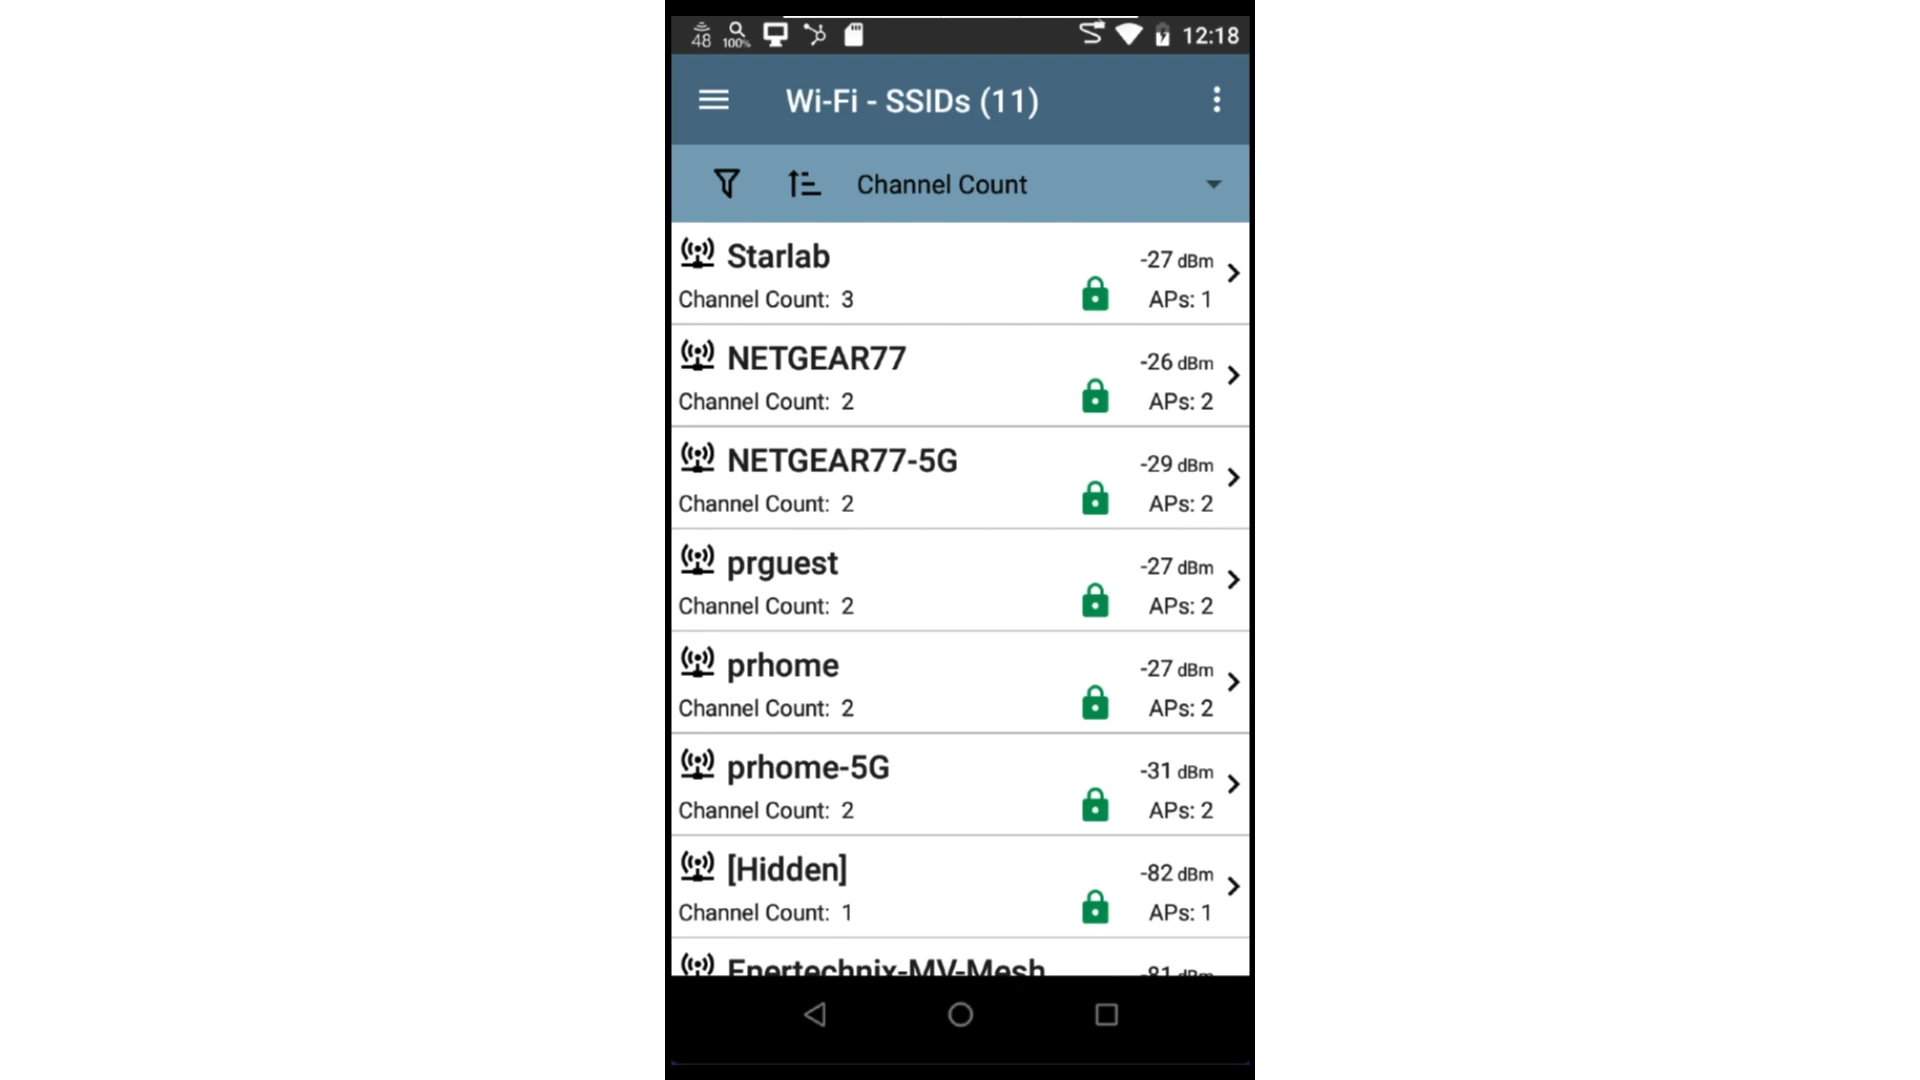 48 100% 12:18
Wi-Fi - SSIDs (11)
Channel Count
Starlab -27 dBm
Channel Count: 3 APs: 1
NETGEAR77 -26 dBm
Channel Count: 2 APs: 2
NETGEAR77-5G -29 dBm
Channel Count: 2 APs: 2
prguest -27 dBm
Channel Count: 2 APs: 2
prhome -27 dBm
Channel Count: 2 APs: 2
prhome-5G -31 dBm
Channel Count: 2 APs: 2
[Hidden] -82 dBm
Channel Count: 1 APs: 1
Enertechnix-MV-Mesh -81 dBm